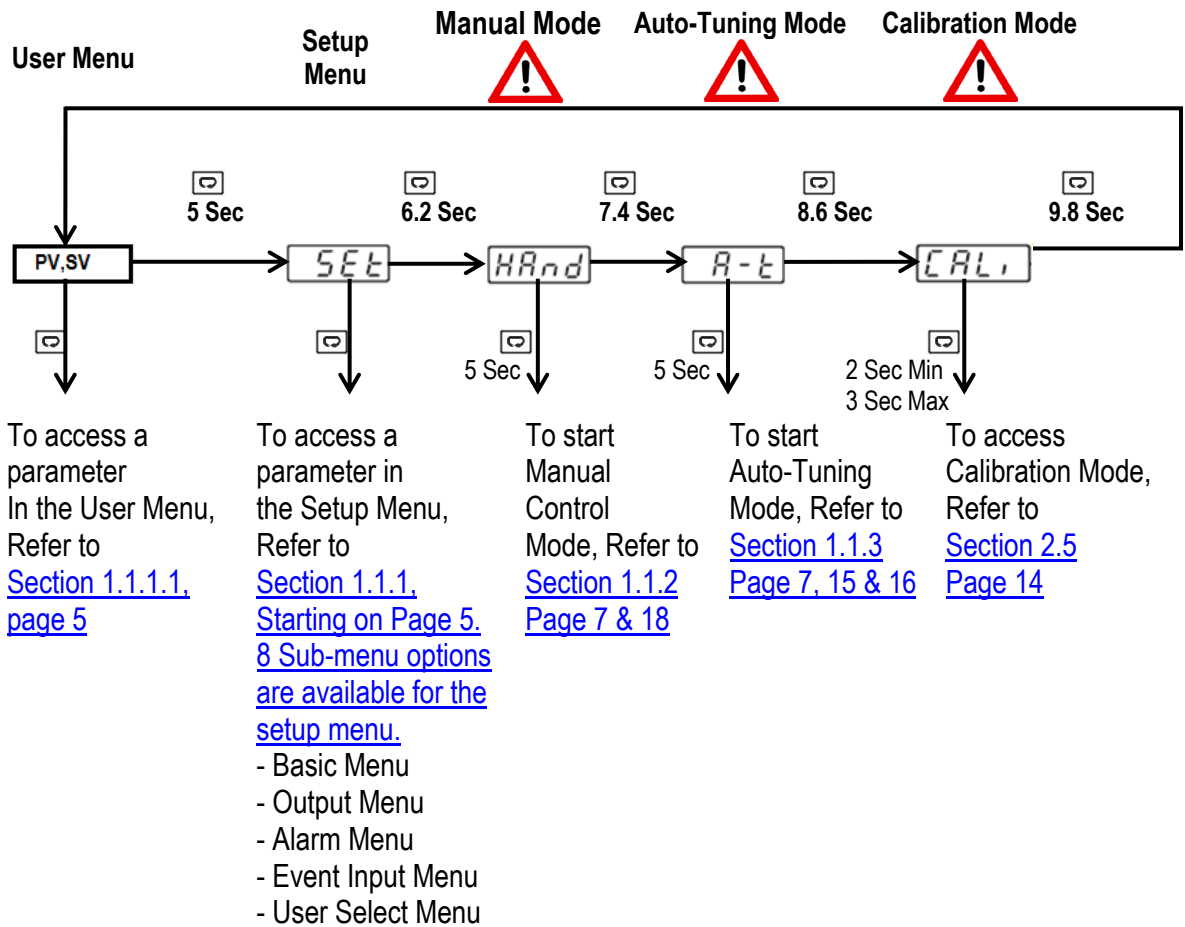 User Menu
Setup
Menu
Manual Mode
Auto-Tuning Mode
Calibration Mode
5 Sec
6.2 Sec
7.4 Sec
8.6 Sec
9.8 Sec
PV,SV
SEt
HAnd
A-t
CALi
5 Sec
5 Sec
2 Sec Min
3 Sec Max
To access a
parameter
In the User Menu,
Refer to
Section 1.1.1.1,
page 5
To access a
parameter in
the Setup Menu,
Refer to
Section 1.1.1,
Starting on Page 5.
8 Sub-menu options
are available for the
setup menu.
- Basic Menu
- Output Menu
- Alarm Menu
- Event Input Menu
- User Select Menu
To start
Manual
Control
Mode, Refer to
Section 1.1.2
Page 7 & 18
To start
Auto-Tuning
Mode, Refer to
Section 1.1.3
Page 7, 15 & 16
To access
Calibration Mode,
Refer to
Section 2.5
Page 14